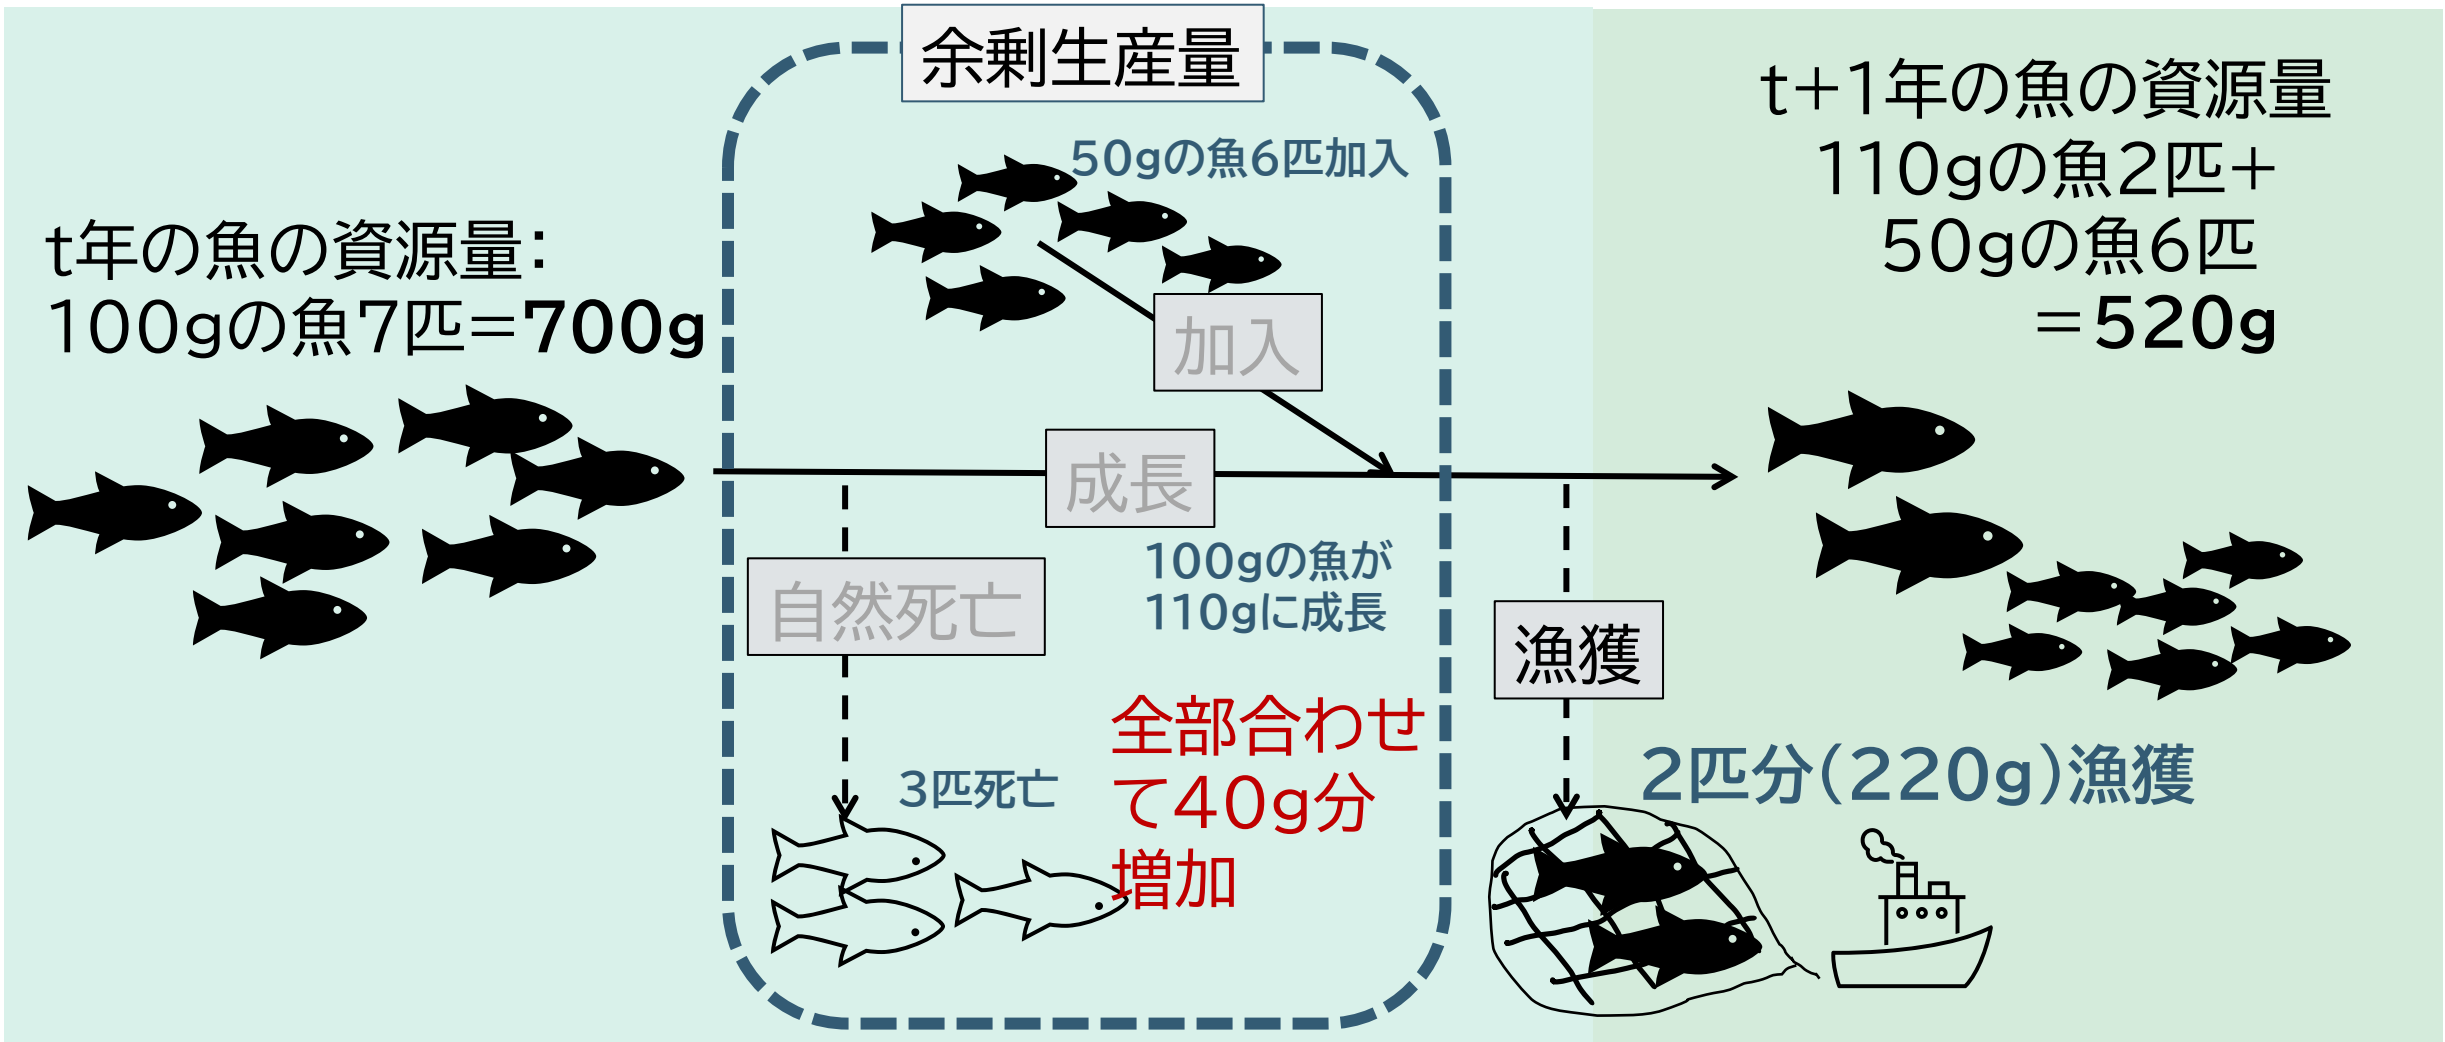 余剰生産量
t年の魚の資源量：
100gの魚7匹＝700g
50gの魚6匹加入
加入
成長
100gの魚が
110gに成長
自然死亡
3匹死亡
全部合わせ
て40g分
増加
t+1年の魚の資源量
110gの魚2匹+
50gの魚6匹
＝520g
漁獲
2匹分（220g）漁獲